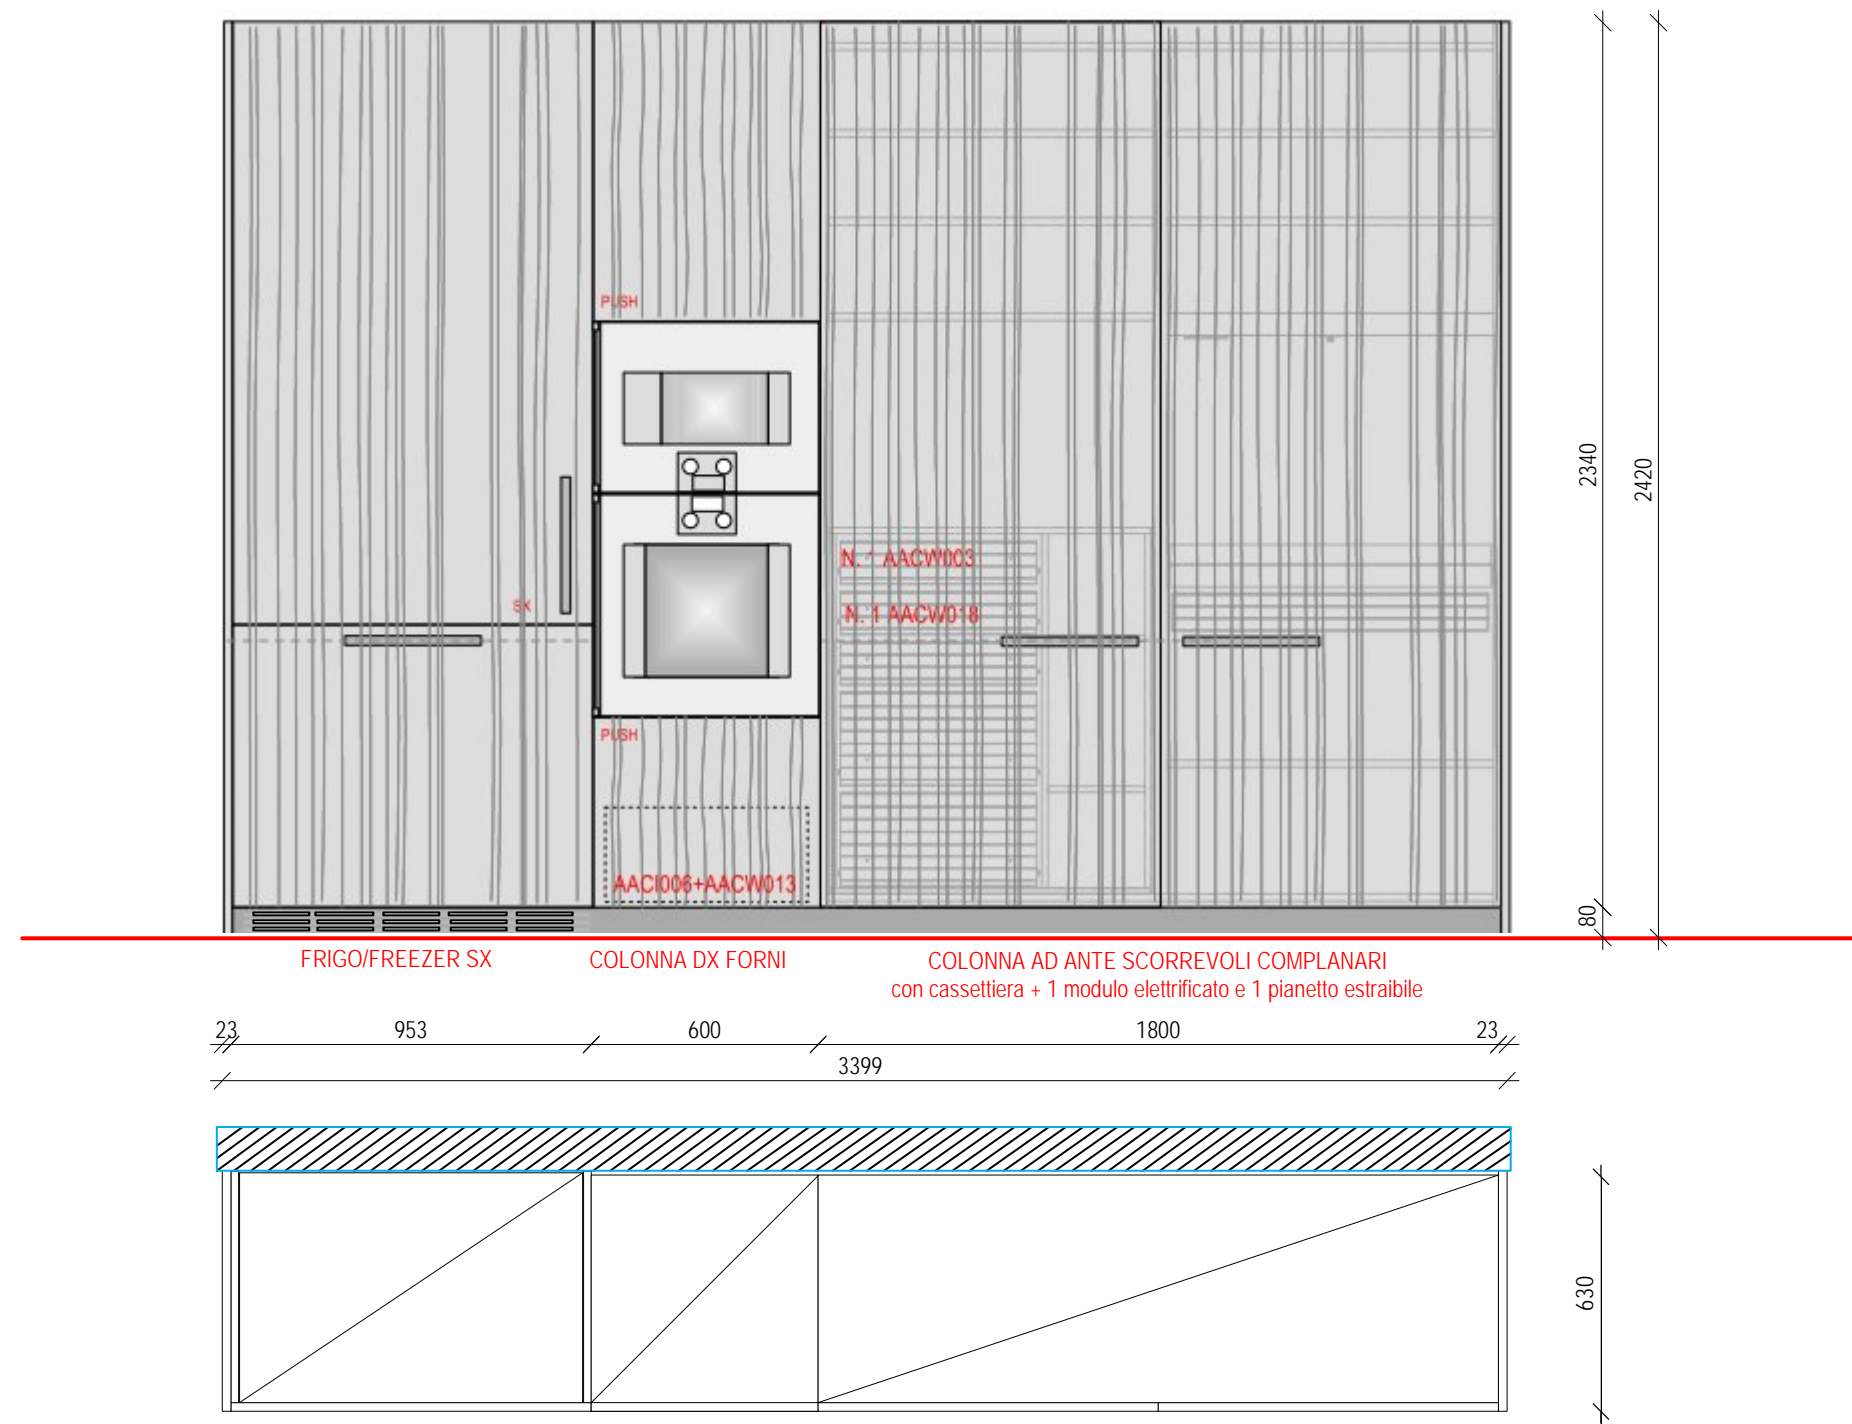 PUSH
2340
2420
N. 1 AACW003
SX
N. 1 AACW018
PUSH
AACI006+AACW013
80
FRIGO/FREEZER SX
COLONNA DX FORNI
COLONNA AD ANTE SCORREVOLI COMPLANARI
con cassettiera + 1 modulo elettrificato e 1 pianetto estraibile
23
953
600
1800
23
3399
630